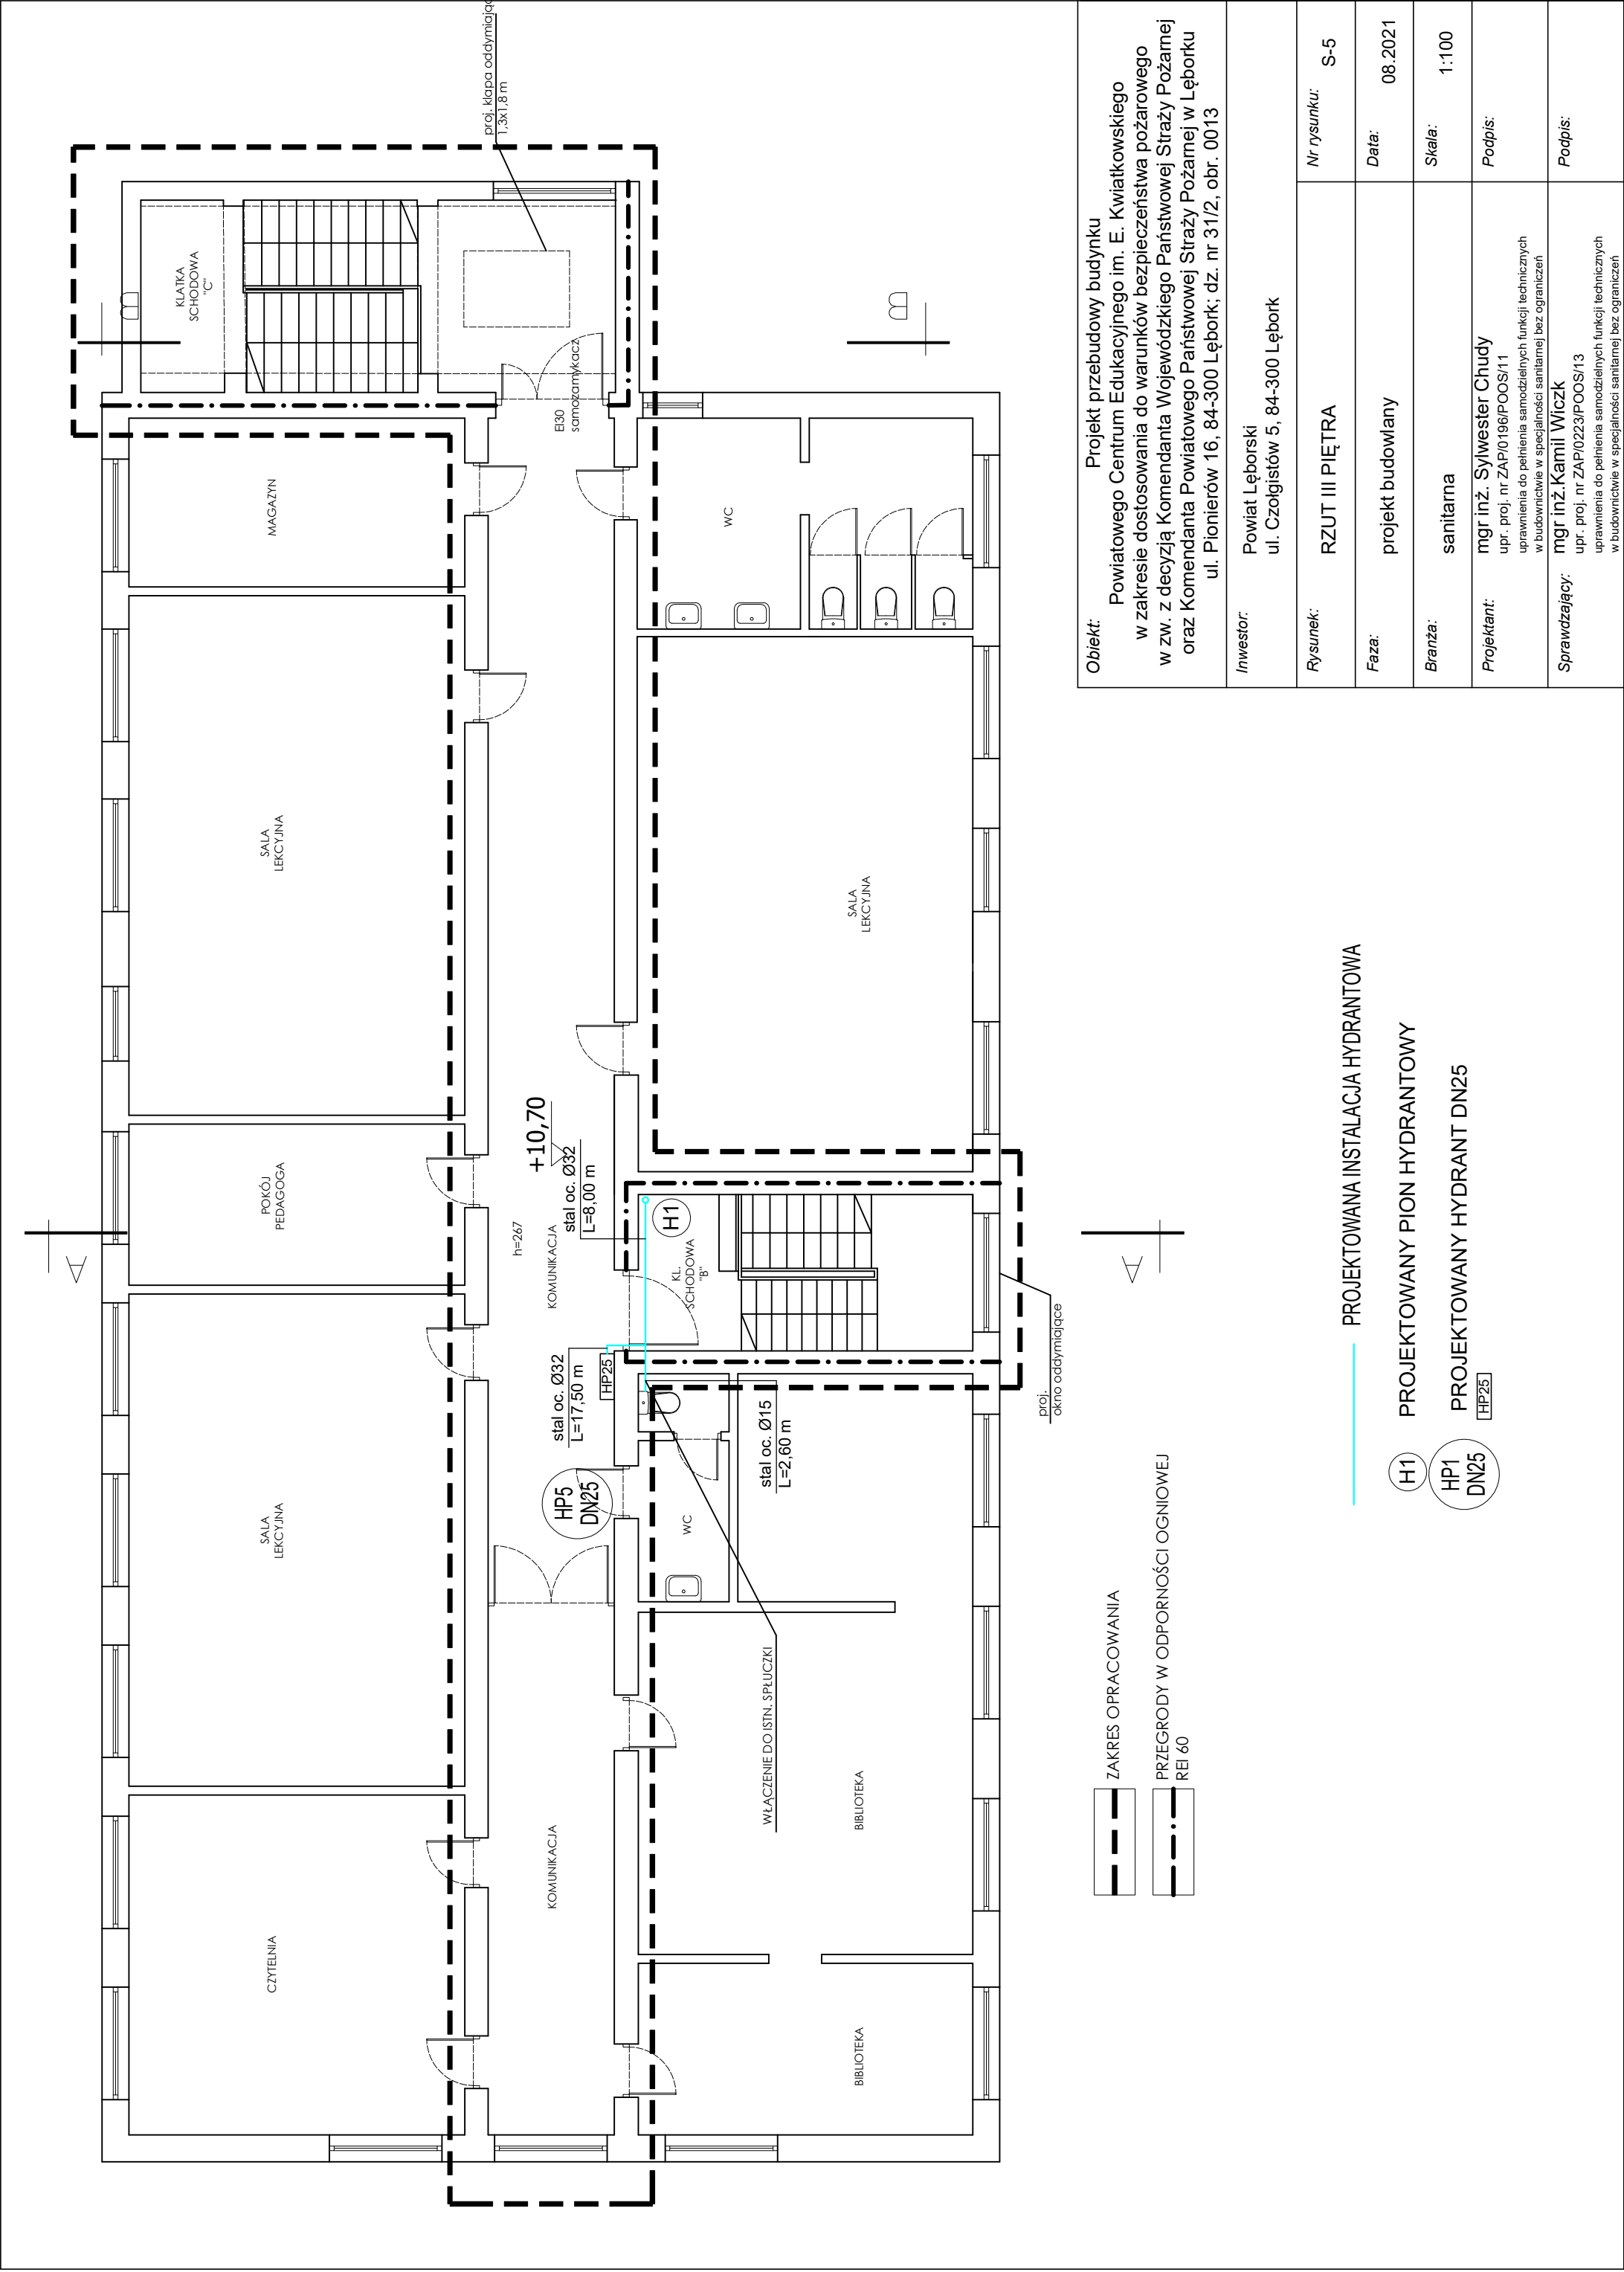 proj. klapa oddymiając
1,3x1,8 m
KLATKA
SCHODOWA
"C"
B
B
EI30
samozamykacz
MAGAZYN
WC
SALA
LEKCYJNA
SALA
LEKCYJNA
POKÓJ
PEDAGOGA
A
A
+10,70
h=267
KOMUNIKACJA
stal oc. Ø32
L=8,00 m
H1
KL.
SCHODOWA
"B"
proj.
okno oddymiające
stal oc. Ø32
L=17,50 m
HP25
HP5
DN25
stal oc. Ø15
L=2,60 m
WC
SALA
LEKCYJNA
WŁĄCZENIE DO ISTN. SPŁUCZKI
KOMUNIKACJA
CZYTELNIA
BIBLIOTEKA
BIBLIOTEKA
ZAKRES OPRACOWANIA
PRZEGRODY W ODPORNOŚCI OGNIOWEJ
REI 60
PROJEKTOWANA INSTALACJA HYDRANTOWA
H1
PROJEKTOWANY PION HYDRANTOWY
HP1
DN25
PROJEKTOWANY HYDRANT DN25
HP25
Obiekt:
Projekt przebudowy budynku
Powiatowego Centrum Edukacyjnego im. E. Kwiatkowskiego
w zakresie dostosowania do warunków bezpieczeństwa pożarowego
w zw. z decyzją Komendanta Wojewódzkiego Państwowej Straży Pożarnej
oraz Komendanta Powiatowego Państwowej Straży Pożarnej w Lęborku
ul. Pionierów 16, 84-300 Lębork; dz. nr 31/2, obr. 0013
Inwestor:
Powiat Lęborski
ul. Czołgistów 5, 84-300 Lębork
Rysunek:
RZUT III PIĘTRA
Nr rysunku:
S-5
Faza:
projekt budowlany
Data:
08.2021
Branża:
sanitarna
Skala:
1:100
Projektant:
mgr inż. Sylwester Chudy
upr. proj. nr ZAP/0196/POOS/11
uprawnienia do pełnienia samodzielnych funkcji technicznych
w budownictwie w specjalności sanitarnej bez ograniczeń
Podpis:
Sprawdzający:
mgr inż.Kamil Wiczk
upr. proj. nr ZAP/0223/POOS/13
uprawnienia do pełnienia samodzielnych funkcji technicznych
w budownictwie w specjalności sanitarnej bez ograniczeń
Podpis: